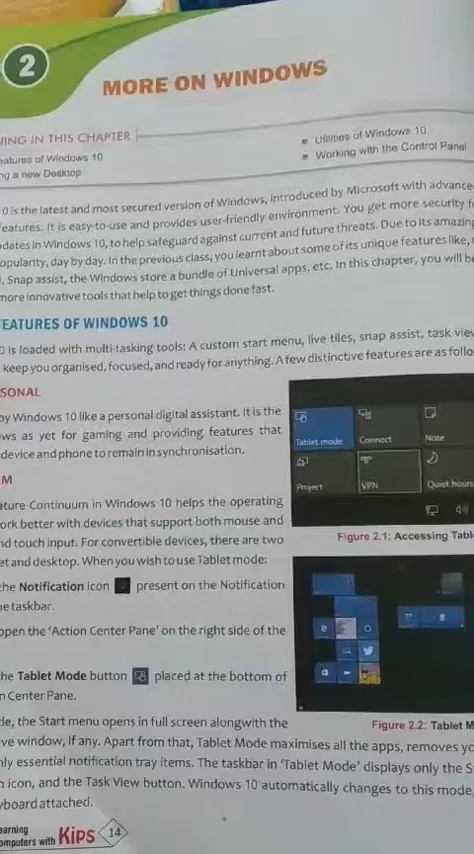 2
MORE ON WINDOWS
ING IN THIS CHAPTER
eatures of Windows 10
ng a new Desktop
Utilities of Windows 10
Working with the Control Panel
0 is the latest and most secured version of Windows, introduced by Microsoft with advance
eatures. It is easy-to-use and provides user-friendly environment. You get more security f
dates in Windows 10, to help safeguard against current and future threats. Due to its amazing
opularity, day by day. In the previous class, you learnt about some of its unique features like,
, Snap assist, the Windows store a bundle of Universal apps, etc. In this chapter, you will be
more innovative tools that help to get things done fast.
EATURES OF WINDOWS 10
0 is loaded with multi-tasking tools: A custom start menu, live tiles, snap assist, task view
keep you organised, focused, and ready for anything. A few distinctive features are as follo
SONAL
by Windows 10 like a personal digital assistant. It is the
ws as yet for gaming and providing features that
device and phone to remain in synchronisation.
M
ature Continuum in Windows 10 helps the operating
ork better with devices that support both mouse and
nd touch input. For convertible devices, there are two
et and desktop. When you wish to use Tablet mode:
the Notification icon present on the Notification
e taskbar.
open the 'Action Center Pane' on the right side of the
he Tablet Mode button placed at the bottom of
n Center Pane.
Tablet mode
Connect
Note
Project
VPN
Quiet hours
Figure 2.1: Accessing Table
Figure 2.2: Tablet M
de, the Start menu opens in full screen alongwith the
ve window, if any. Apart from that, Tablet Mode maximises all the apps, removes yo
nly essential notification tray items. The taskbar in 'Tablet Mode' displays only the S
n icon, and the Task View button. Windows 10 automatically changes to this mode,
yboard attached.
earning
omputers with Kips 14